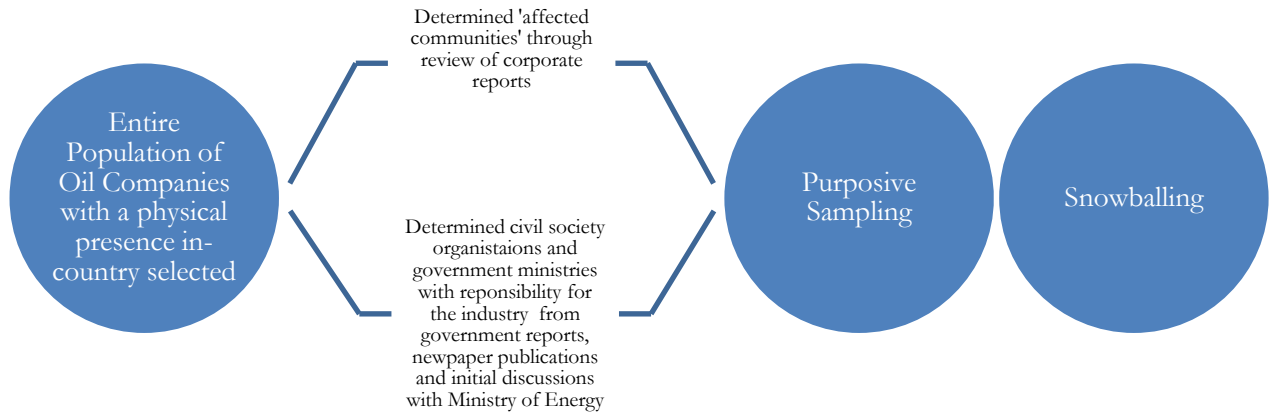 Entire
Population of
Oil Companies
with a physical
presence in-
country selected
Determined 'affected
communities' through
review of corporate
reports
Determined civil society
organistaions and
government ministries
with reponsibility for
the industry from
government reports,
newpaper publications
and initial discussions
with Ministry of Energy
Purposive
Sampling
Snowballing